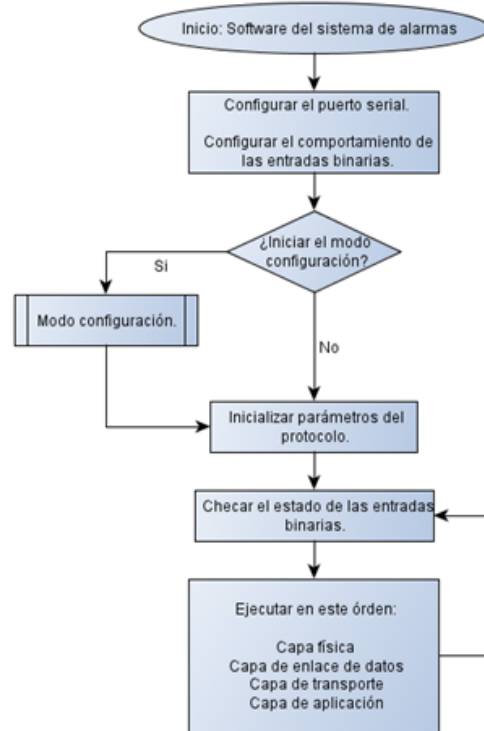 Inicio: Software del sistema de alarmas
Configurar el puerto serial.
Configurar el comportamiento de
las entradas binarias.
¿Iniciar el modo
configuración?
Si
Modo configuración.
No
Inicializar parámetros del
protocolo.
Checar el estado de las entradas
binarias.
Ejecutar en este órden:
Capa física
Capa de enlace de datos
Capa de transporte
Capa de aplicación